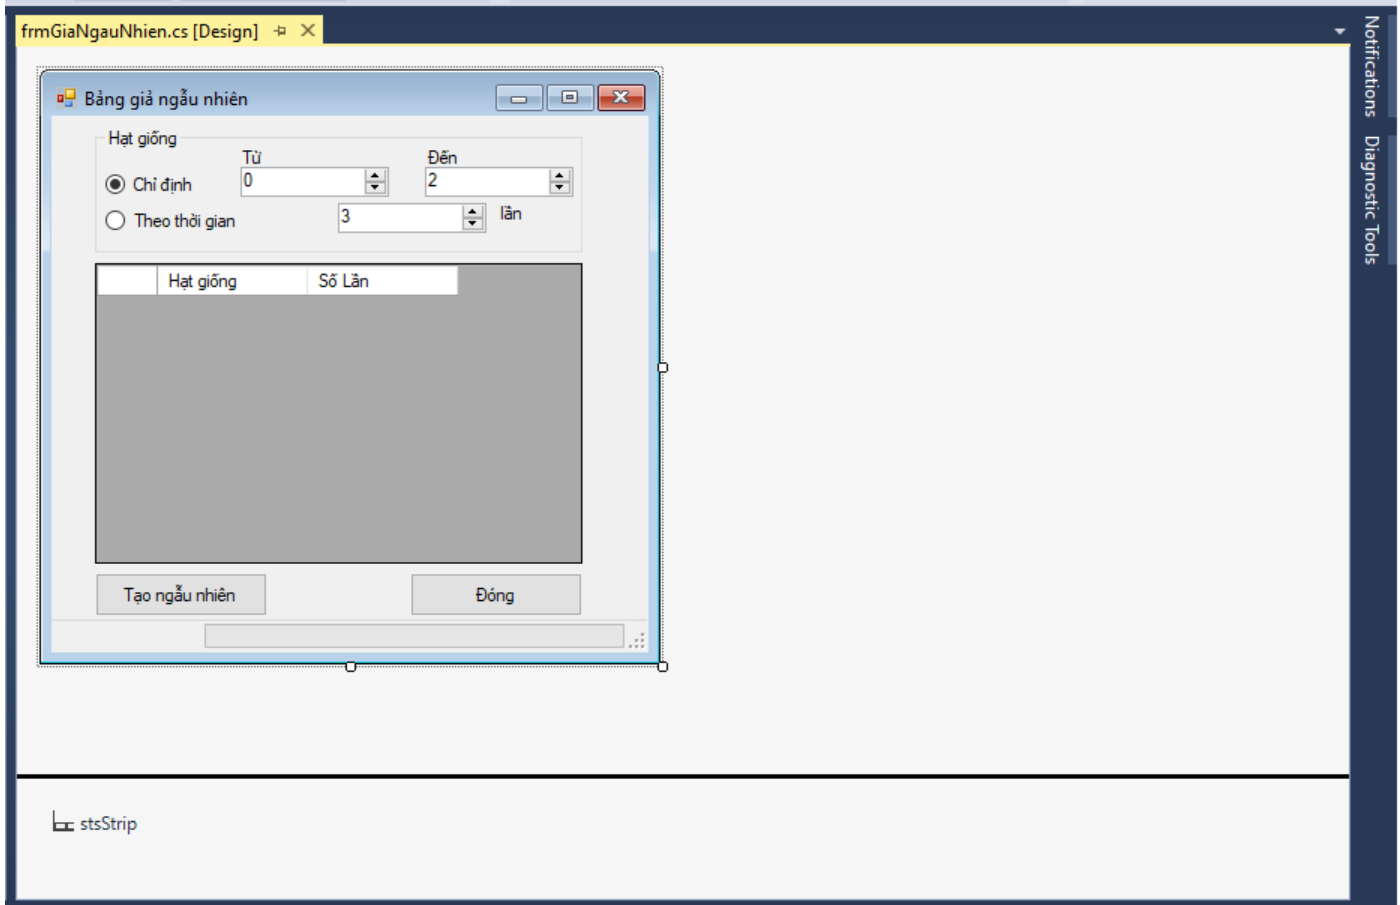 frmGiaNgauNhien.cs [Design]
Notifications
Diagnostic Tools
Bảng giả ngẫu nhiên
Hạt giống
Từ
Đến
Chỉ định
0
2
Theo thời gian
3
lần
Hạt giống
Số Lần
Tạo ngẫu nhiên
Đóng
stsStrip